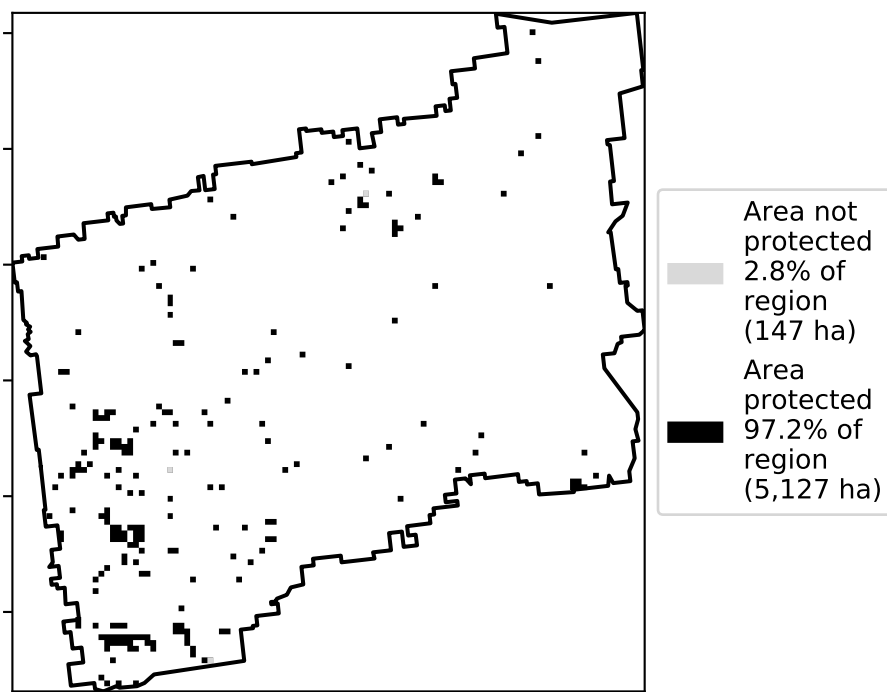 Area not
protected
2.8% of
region
(147 ha)
Area
protected
97.2% of
region
(5,127 ha)